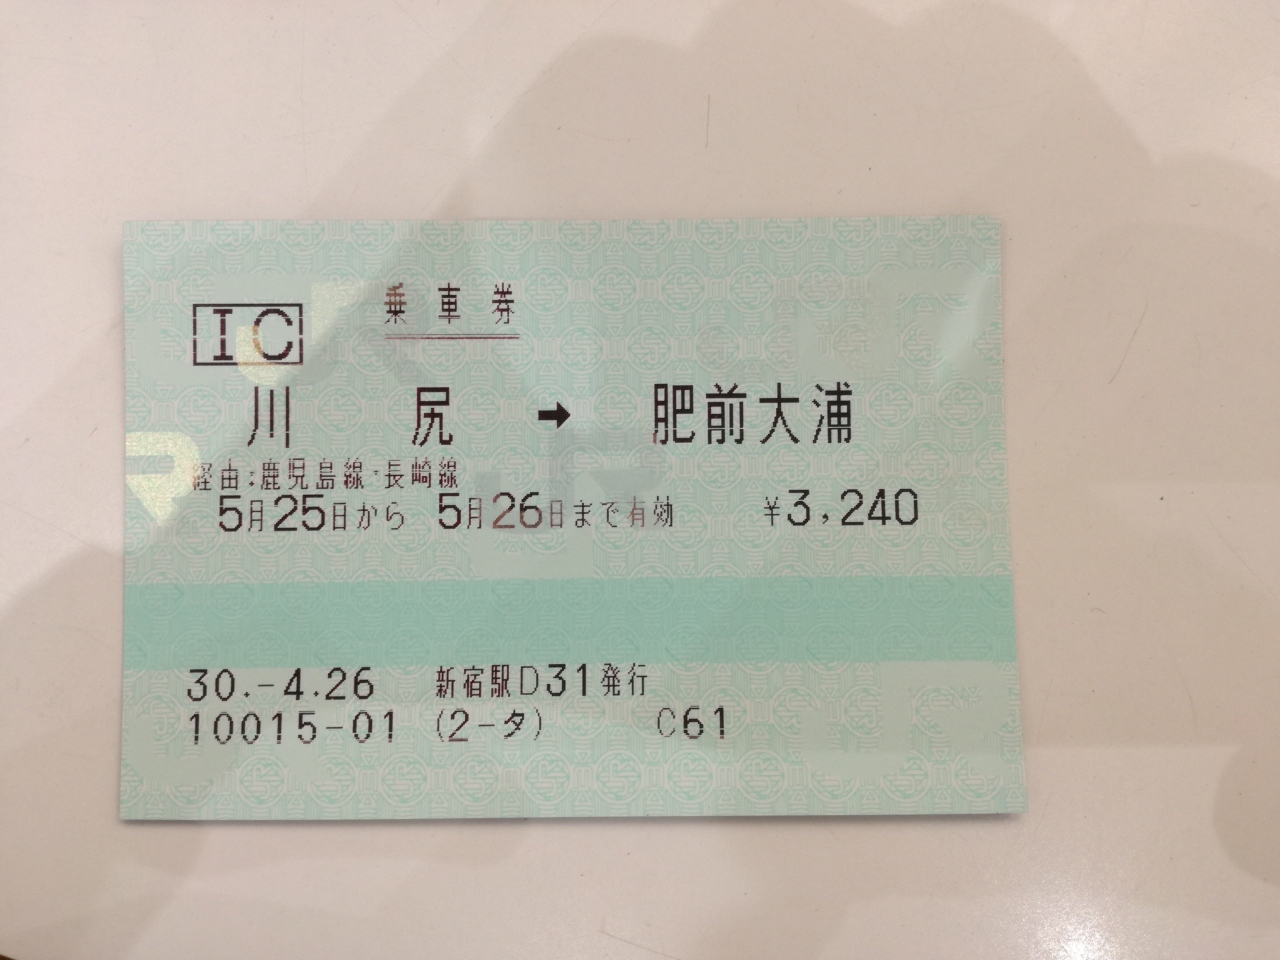 IC 乗車券
川尻 → 肥前大浦
経由:鹿児島線・長崎線
5月25日から 5月26日まで有効 ¥3,240
30.-4.26 新宿駅D31発行
10015-01 (2-タ) C61